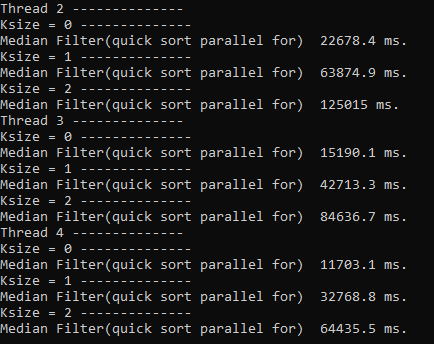 Thread 2 --------------
Ksize = 0 --------------
Median Filter(quick sort parallel for)  22678.4 ms.
Ksize = 1 --------------
Median Filter(quick sort parallel for)  63874.9 ms.
Ksize = 2 --------------
Median Filter(quick sort parallel for)  125015 ms.
Thread 3 --------------
Ksize = 0 --------------
Median Filter(quick sort parallel for)  15190.1 ms.
Ksize = 1 --------------
Median Filter(quick sort parallel for)  42713.3 ms.
Ksize = 2 --------------
Median Filter(quick sort parallel for)  84636.7 ms.
Thread 4 --------------
Ksize = 0 --------------
Median Filter(quick sort parallel for)  11703.1 ms.
Ksize = 1 --------------
Median Filter(quick sort parallel for)  32768.8 ms.
Ksize = 2 --------------
Median Filter(quick sort parallel for)  64435.5 ms.